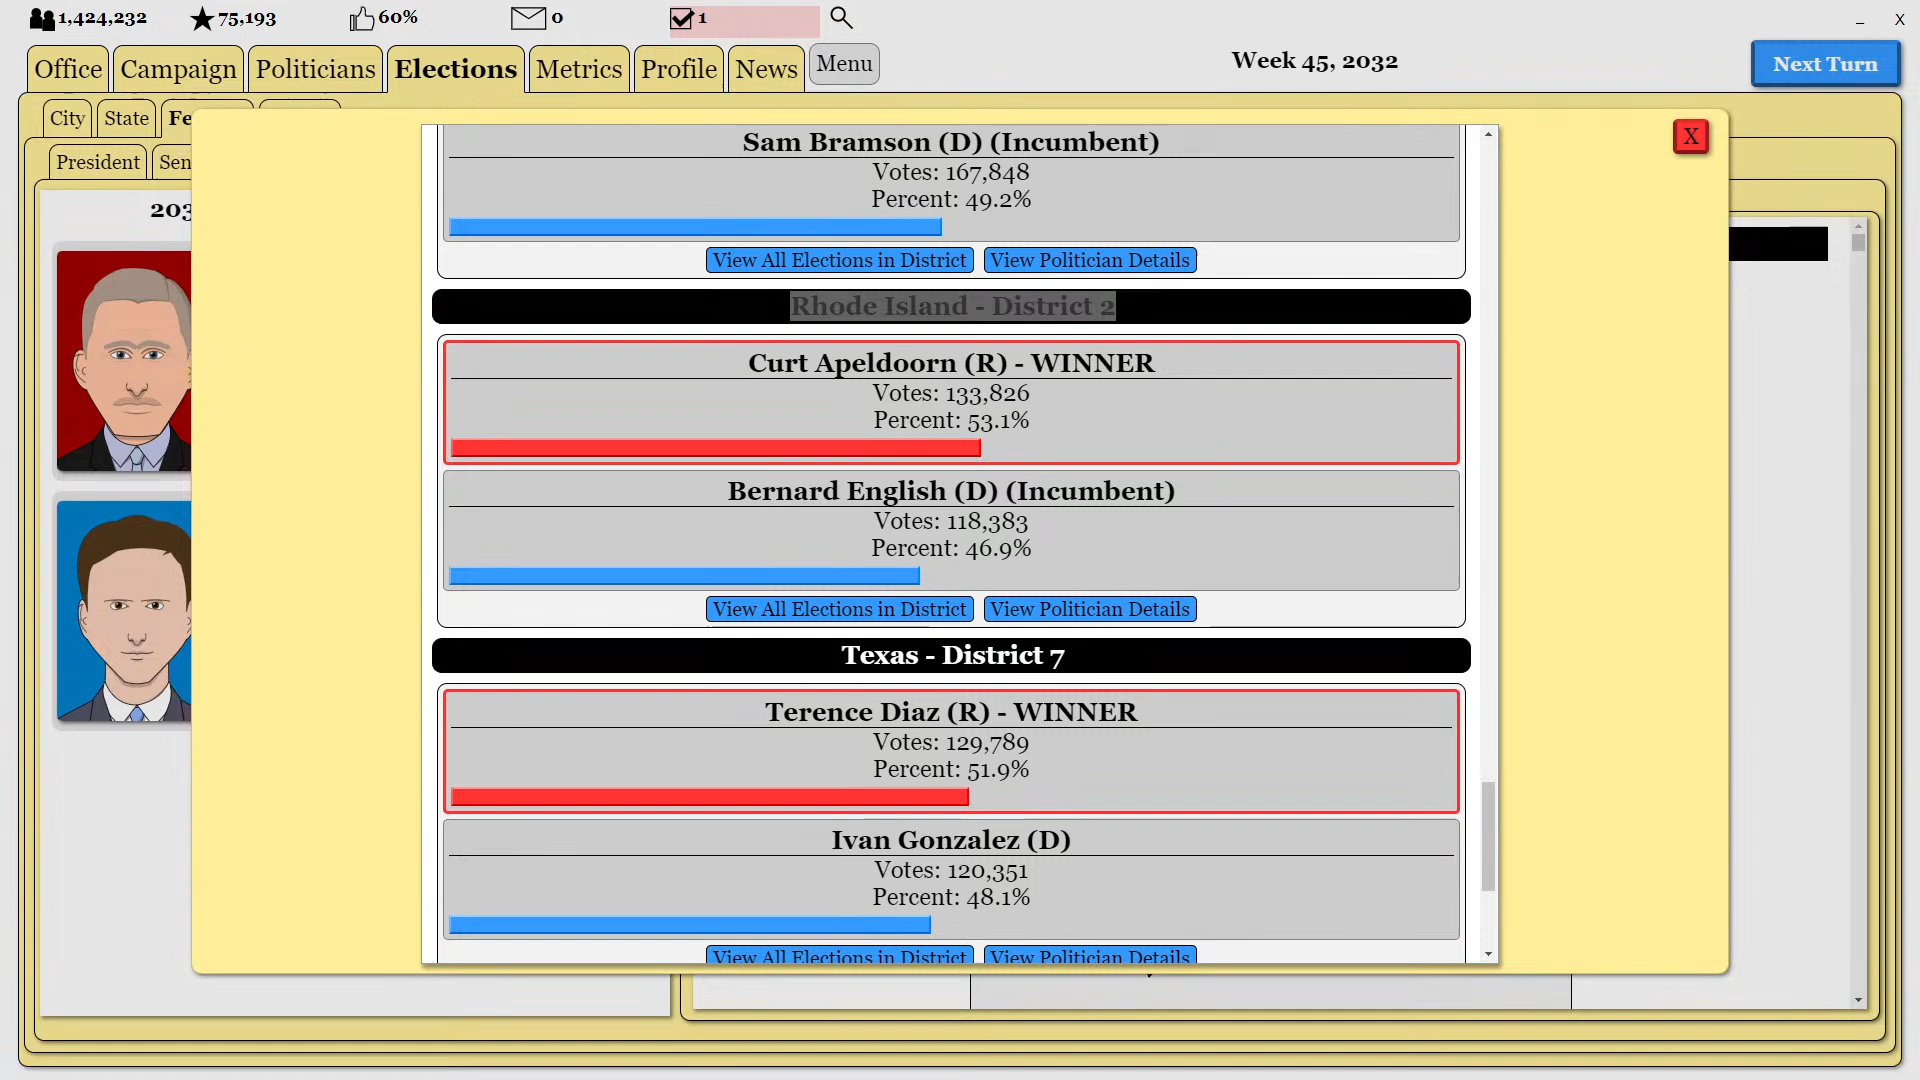 1,424,232 75,193 60% 0 1
_ X
Office Campaign Politicians Elections Metrics Profile News Menu Week 45, 2032 Next Turn
City State Fe
President Sen
203
X
Sam Bramson (D) (Incumbent)
Votes: 167,848
Percent: 49.2%
View All Elections in District View Politician Details
Rhode Island - District 2
Curt Apeldoorn (R) - WINNER
Votes: 133,826
Percent: 53.1%
Bernard English (D) (Incumbent)
Votes: 118,383
Percent: 46.9%
View All Elections in District View Politician Details
Texas - District 7
Terence Diaz (R) - WINNER
Votes: 129,789
Percent: 51.9%
Ivan Gonzalez (D)
Votes: 120,351
Percent: 48.1%
View All Elections in District View Politician Details